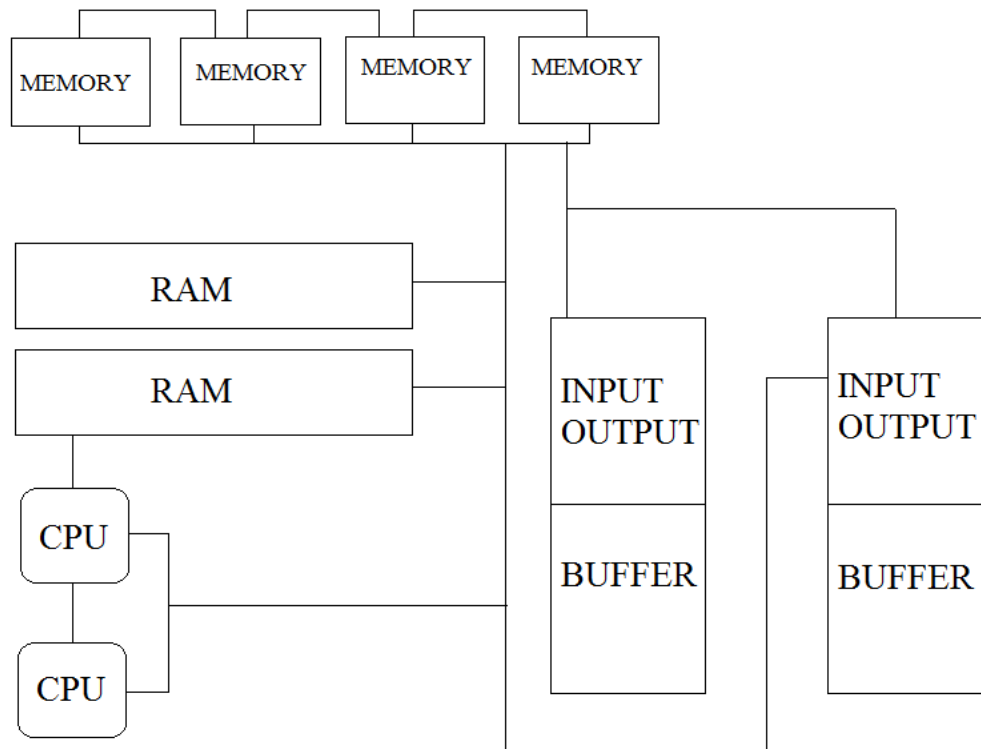 MEMORY
MEMORY
MEMORY
MEMORY
RAM
RAM
INPUT
OUTPUT
BUFFER
INPUT
OUTPUT
BUFFER
CPU
CPU